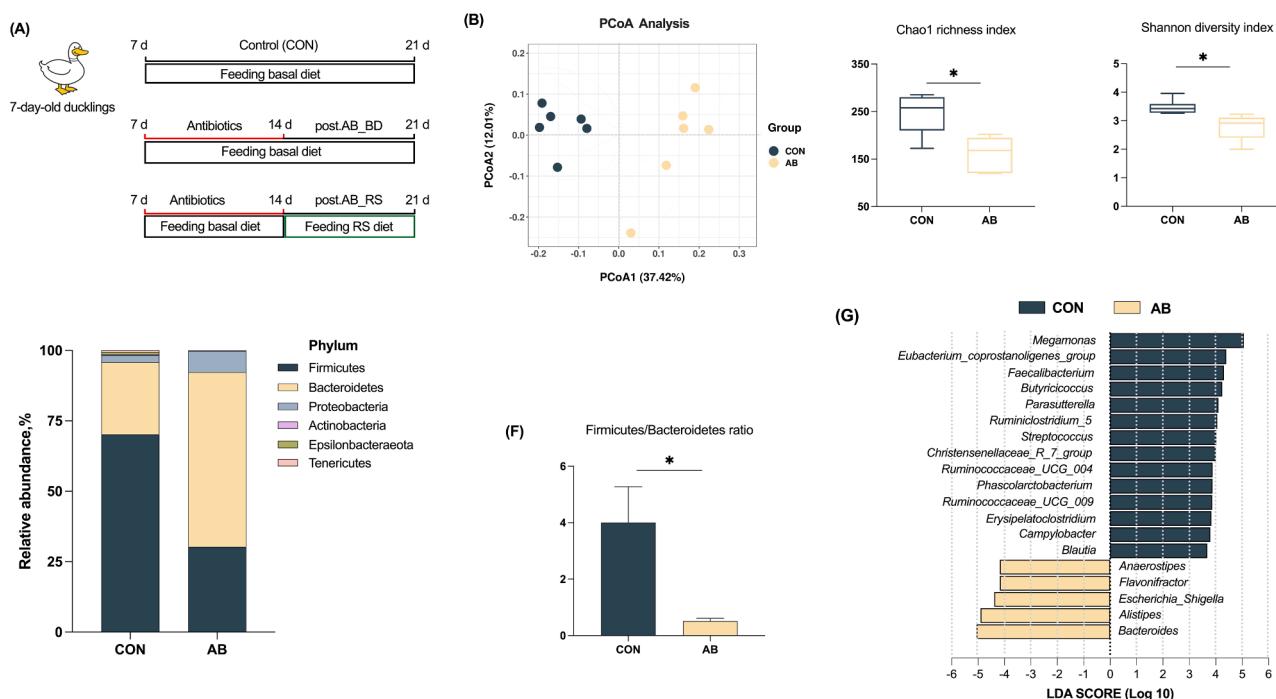 (A)
7 d Control (CON) 21 d
Feeding basal diet
7-day-old ducklings
7 d Antibiotics 14 d post.AB_BD 21 d
Feeding basal diet
7 d Antibiotics 14 d post.AB_RS 21 d
Feeding basal diet Feeding RS diet
(B)
PCoA Analysis
PCoA2 (12.01%)
0.2
0.1
0.0
-0.1
-0.2
-0.2 -0.1 0.0 0.1 0.2 0.3
PCoA1 (37.42%)
Group
CON
AB
Chao1 richness index
350
250
150
50
*
CON AB
Shannon diversity index
5
4
3
2
1
0
*
CON AB
Relative abundance,%
100
75
50
25
0
CON AB
Phylum
Firmicutes
Bacteroidetes
Proteobacteria
Actinobacteria
Epsilonbacteraeota
Tenericutes
(F)
Firmicutes/Bacteroidetes ratio
6
4
2
0
*
CON AB
(G)
CON AB
Megamonas
Eubacterium_coprostanoligenes_group
Faecalibacterium
Butyricicoccus
Parasutterella
Ruminiclostridium_5
Streptococcus
Christensenellaceae_R_7_group
Ruminococcaceae_UCG_004
Phascolarctobacterium
Ruminococcaceae_UCG_009
Erysipelatoclostridium
Campylobacter
Blautia
Anaerostipes
Flavonifractor
Escherichia_Shigella
Alistipes
Bacteroides
-6 -5 -4 -3 -2 -1 0 1 2 3 4 5 6
LDA SCORE (Log 10)